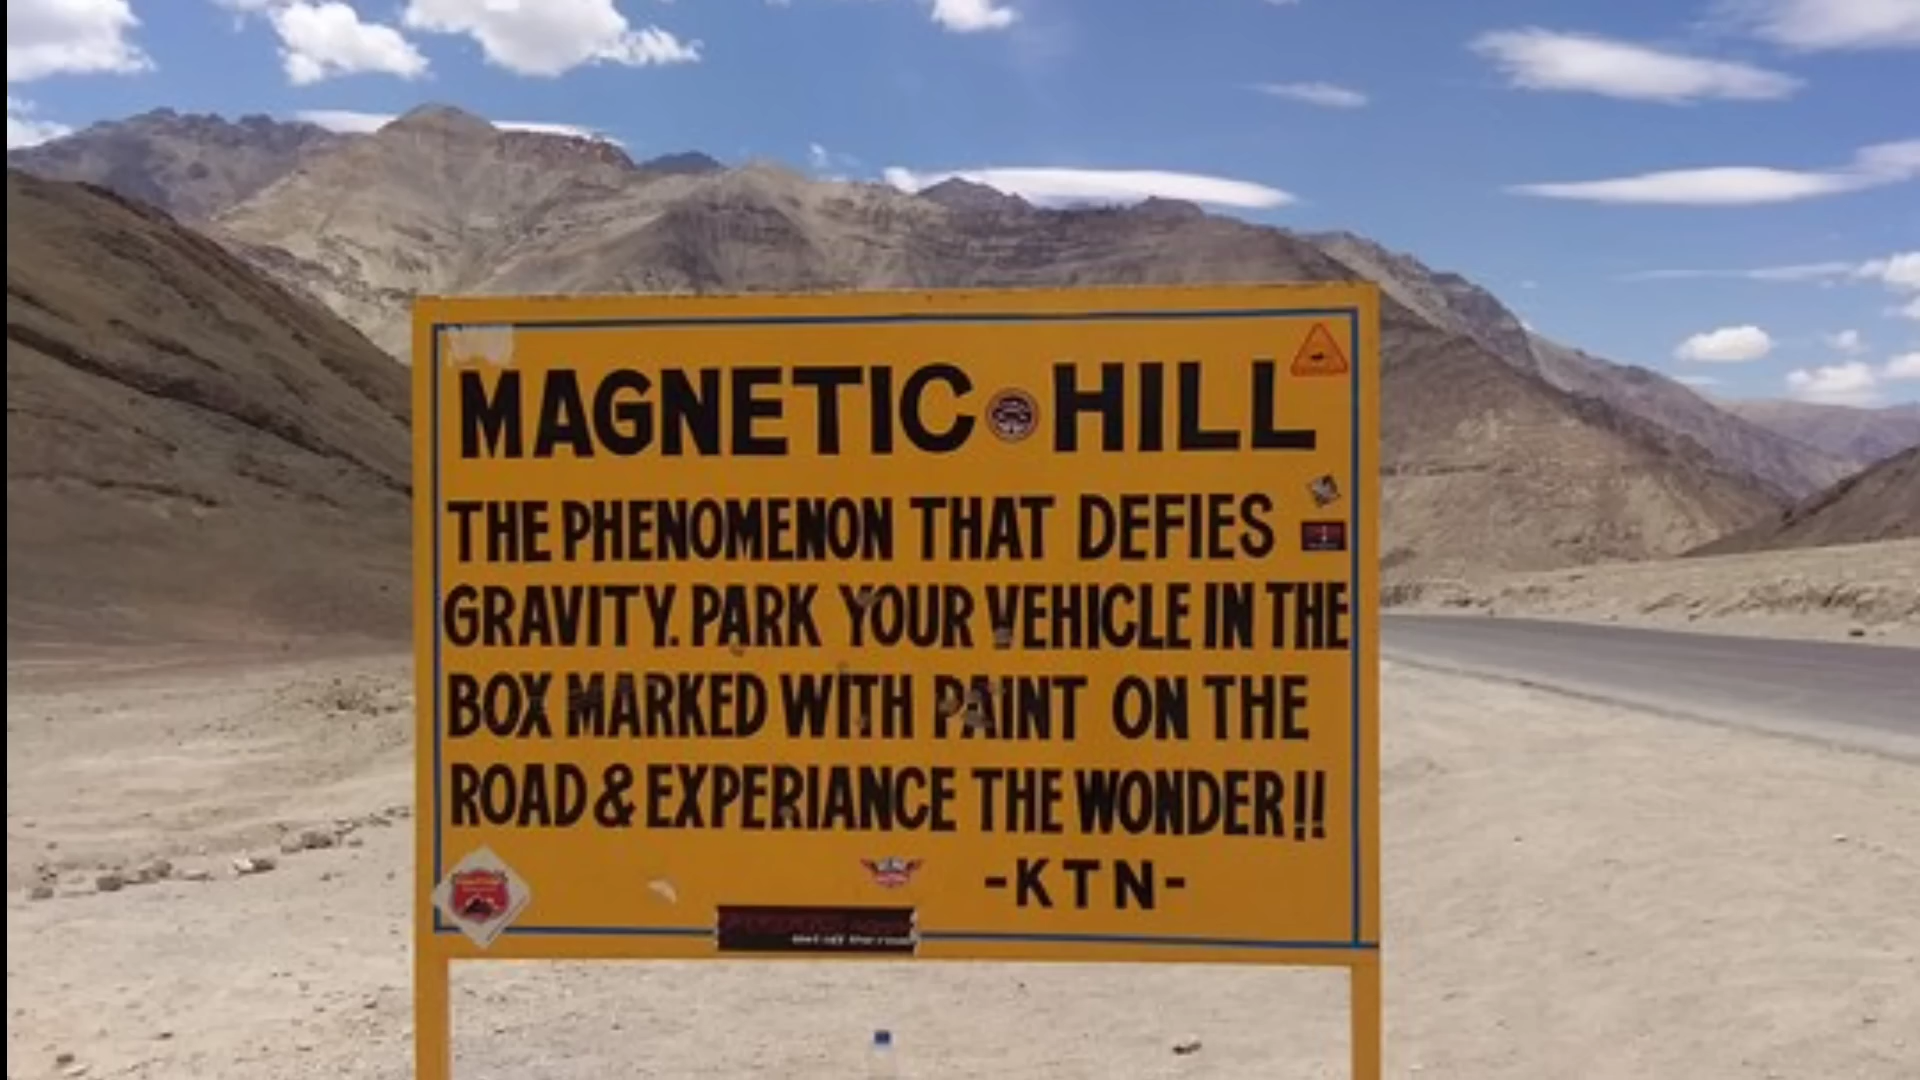 MAGNETIC HILL
THE PHENOMENON THAT DEFIES
GRAVITY. PARK YOUR VEHICLE IN THE
BOX MARKED WITH PAINT ON THE
ROAD & EXPERIANCE THE WONDER!!
-KTN-